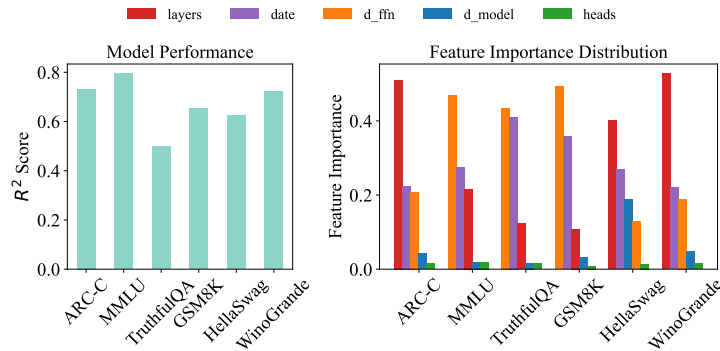 layers date d_ffn d_model heads
Model Performance
R² Score
0.8
0.6
0.4
0.2
0.0
ARC-C
MMLU
TruthfulQA
GSM8K
HellaSwag
WinoGrande
Feature Importance Distribution
Feature Importance
0.4
0.2
0.0
ARC-C
MMLU
TruthfulQA
GSM8K
HellaSwag
WinoGrande